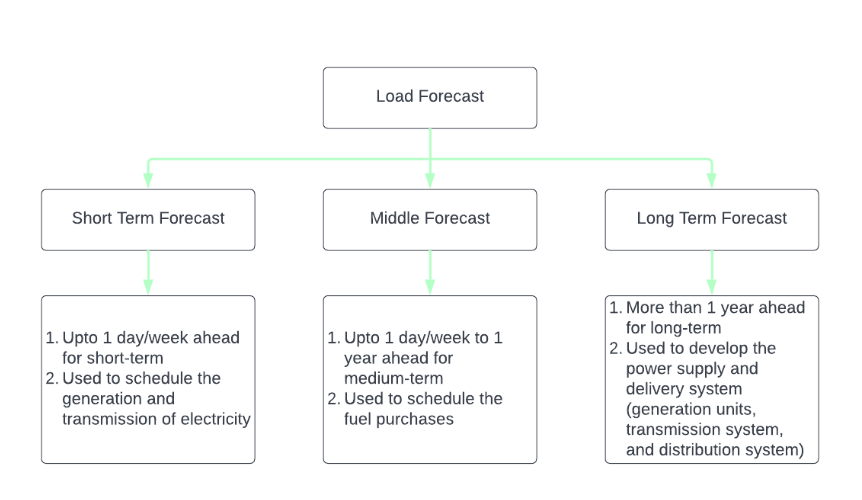 Load Forecast
Short Term Forecast
Middle Forecast
Long Term Forecast
1. Upto 1 day/week ahead
for short-term
2. Used to schedule the
generation and
transmission of electricity
1. Upto 1 day/week to 1
year ahead for
medium-term
2. Used to schedule the
fuel purchases
1. More than 1 year ahead
for long-term
2. Used to develop the
power supply and
delivery system
(generation units,
transmission system,
and distribution system)